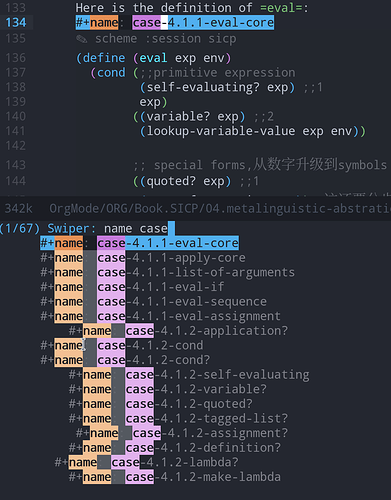 133 Here is the definition of =eval=:
134 #+name: case-4.1.1-eval-core
135 ✎ scheme :session sicp
136 (define (eval exp env)
137 (cond (;;primitive expression
138 (self-evaluating? exp) ;;1
139 exp)
140 ((variable? exp) ;;2
141 (lookup-variable-value exp env))
142
143 ;; special forms,从数字升级到symbols
144 ((quoted? exp) ;;1
342k OrgMode/ORG/Book.SICP/04.metalinguistic-abstratio
(1/67) Swiper: name case
#+name: case-4.1.1-eval-core
#+name case-4.1.1-apply-core
#+name case-4.1.1-list-of-arguments
#+name case-4.1.1-eval-if
#+name case-4.1.1-eval-sequence
#+name case-4.1.1-eval-assignment
#+name case-4.1.2-application?
#+name case-4.1.2-cond
#+name case-4.1.2-cond?
#+name case-4.1.2-self-evaluating
#+name case-4.1.2-variable?
#+name case-4.1.2-quoted?
#+name case-4.1.2-tagged-list?
#+name case-4.1.2-assignment?
#+name case-4.1.2-definition?
#+name case-4.1.2-lambda?
#+name case-4.1.2-make-lambda